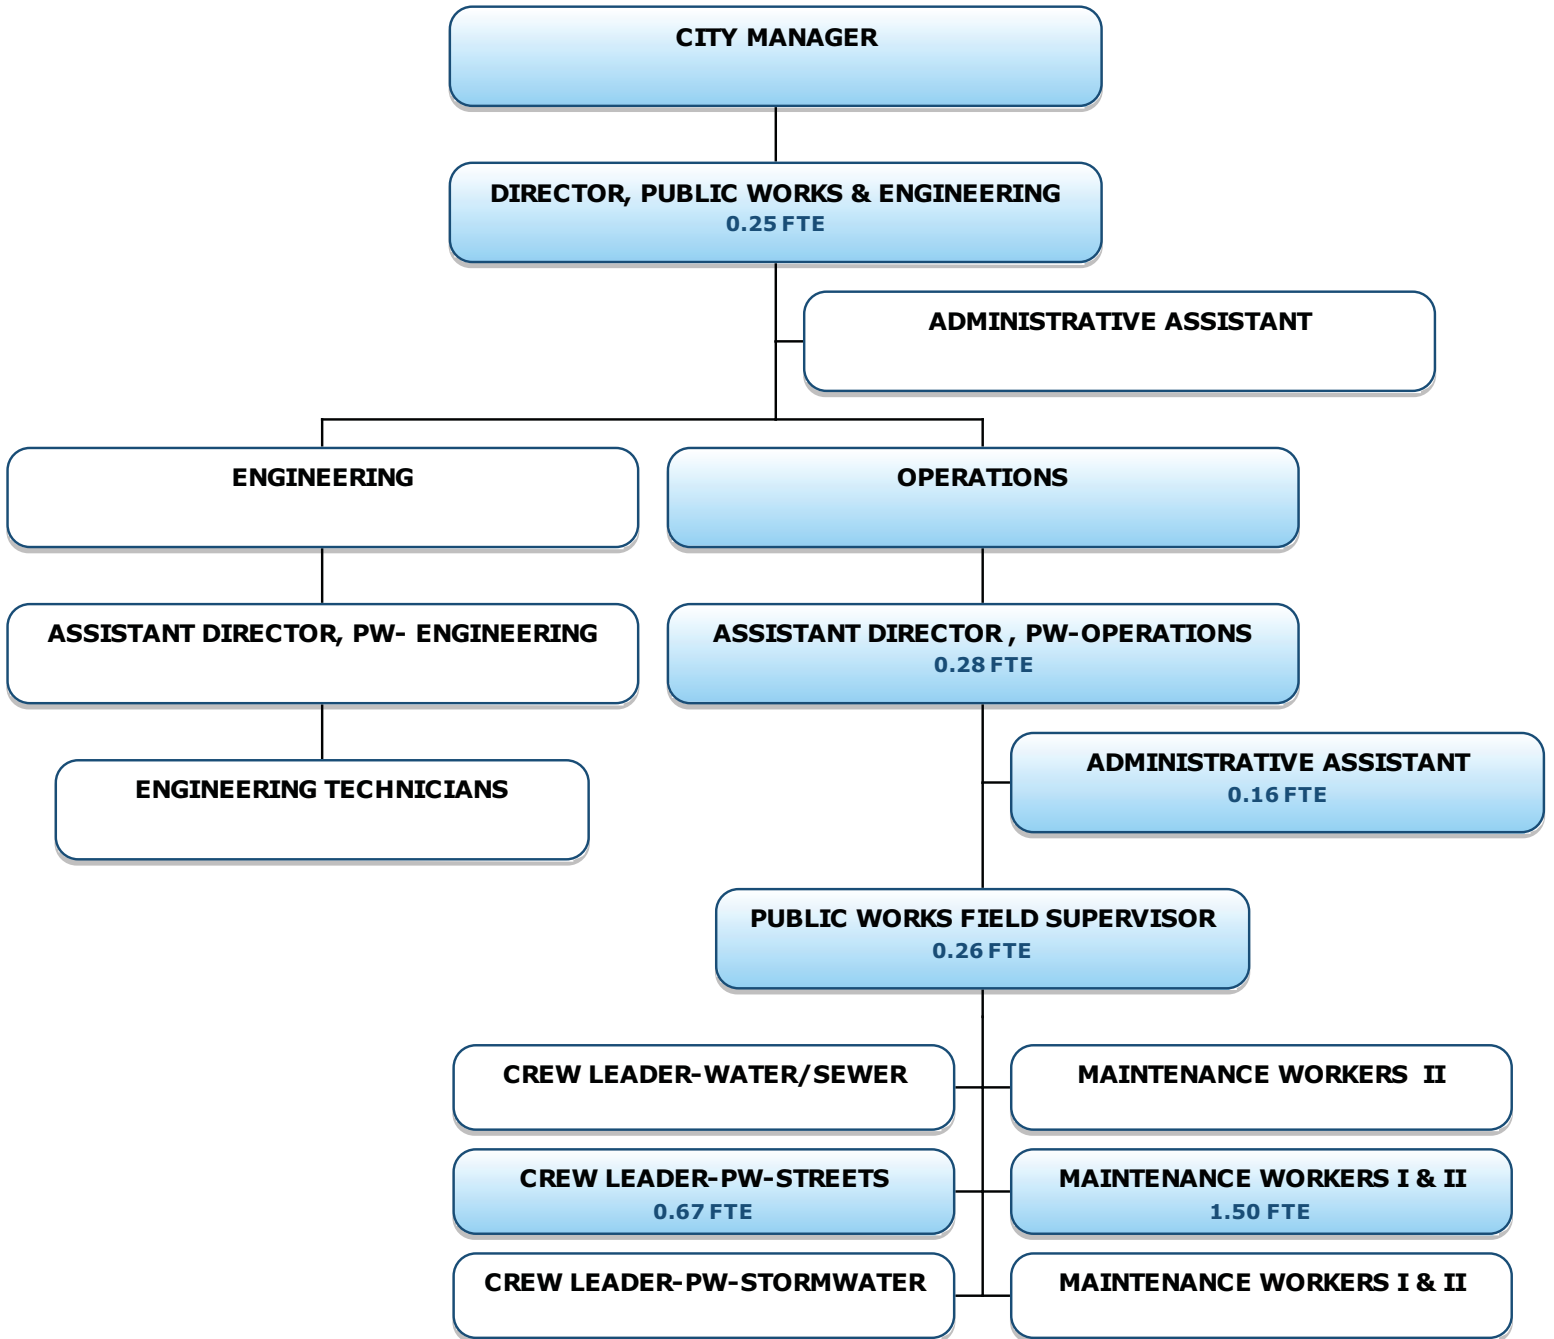 CITY MANAGER
DIRECTOR, PUBLIC WORKS & ENGINEERING
0.25 FTE
ADMINISTRATIVE ASSISTANT
ENGINEERING
OPERATIONS
ASSISTANT DIRECTOR, PW- ENGINEERING
ASSISTANT DIRECTOR , PW-OPERATIONS
0.28 FTE
ENGINEERING TECHNICIANS
ADMINISTRATIVE ASSISTANT
0.16 FTE
PUBLIC WORKS FIELD SUPERVISOR
0.26 FTE
CREW LEADER-WATER/SEWER
MAINTENANCE WORKERS  II
CREW LEADER-PW-STREETS
0.67 FTE
MAINTENANCE WORKERS I & II
1.50 FTE
CREW LEADER-PW-STORMWATER
MAINTENANCE WORKERS I & II